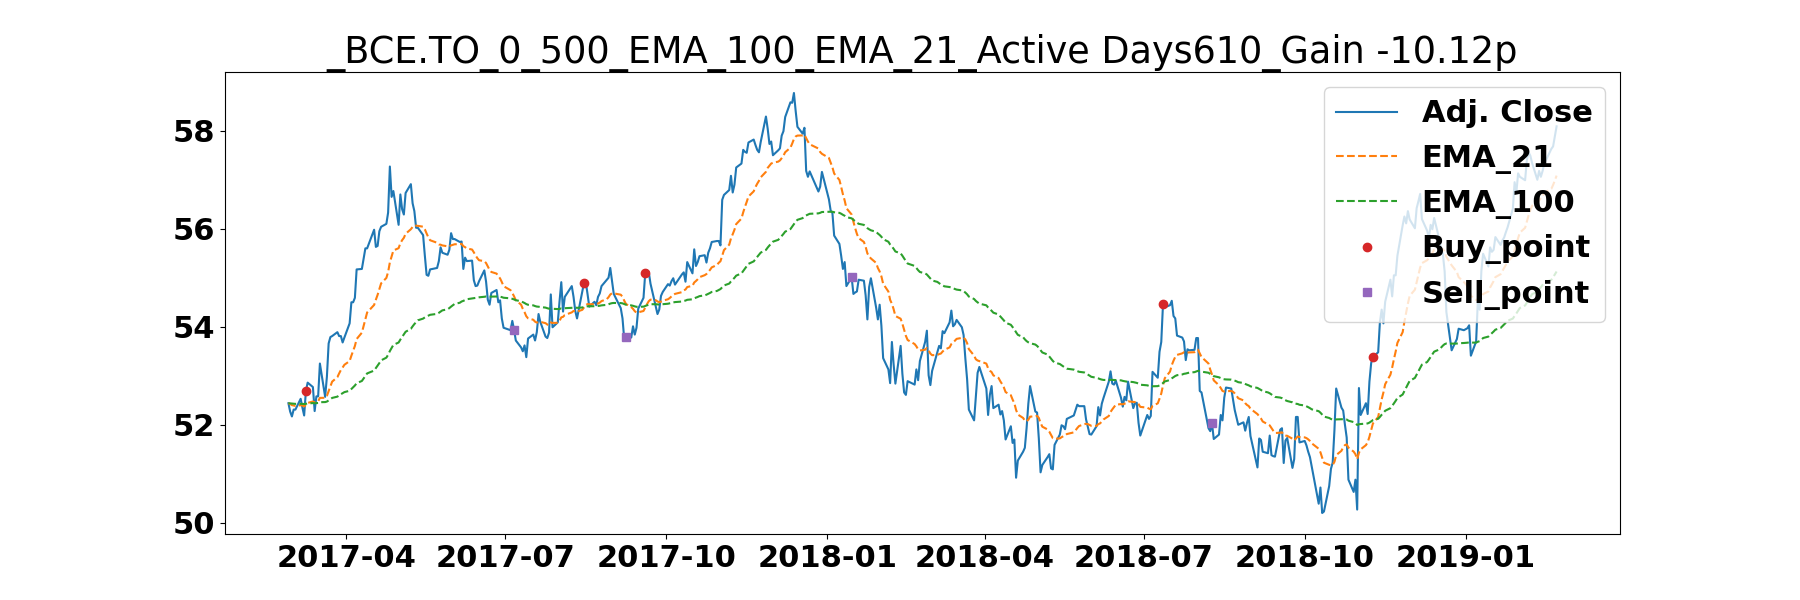 _BCE.TO_0_500_EMA_100_EMA_21_Active Days610_Gain -10.12p
58
56
54
52
50
Adj. Close
EMA_21
EMA_100
Buy_point
Sell_point
2017-04 2017-07 2017-10 2018-01 2018-04 2018-07 2018-10 2019-01